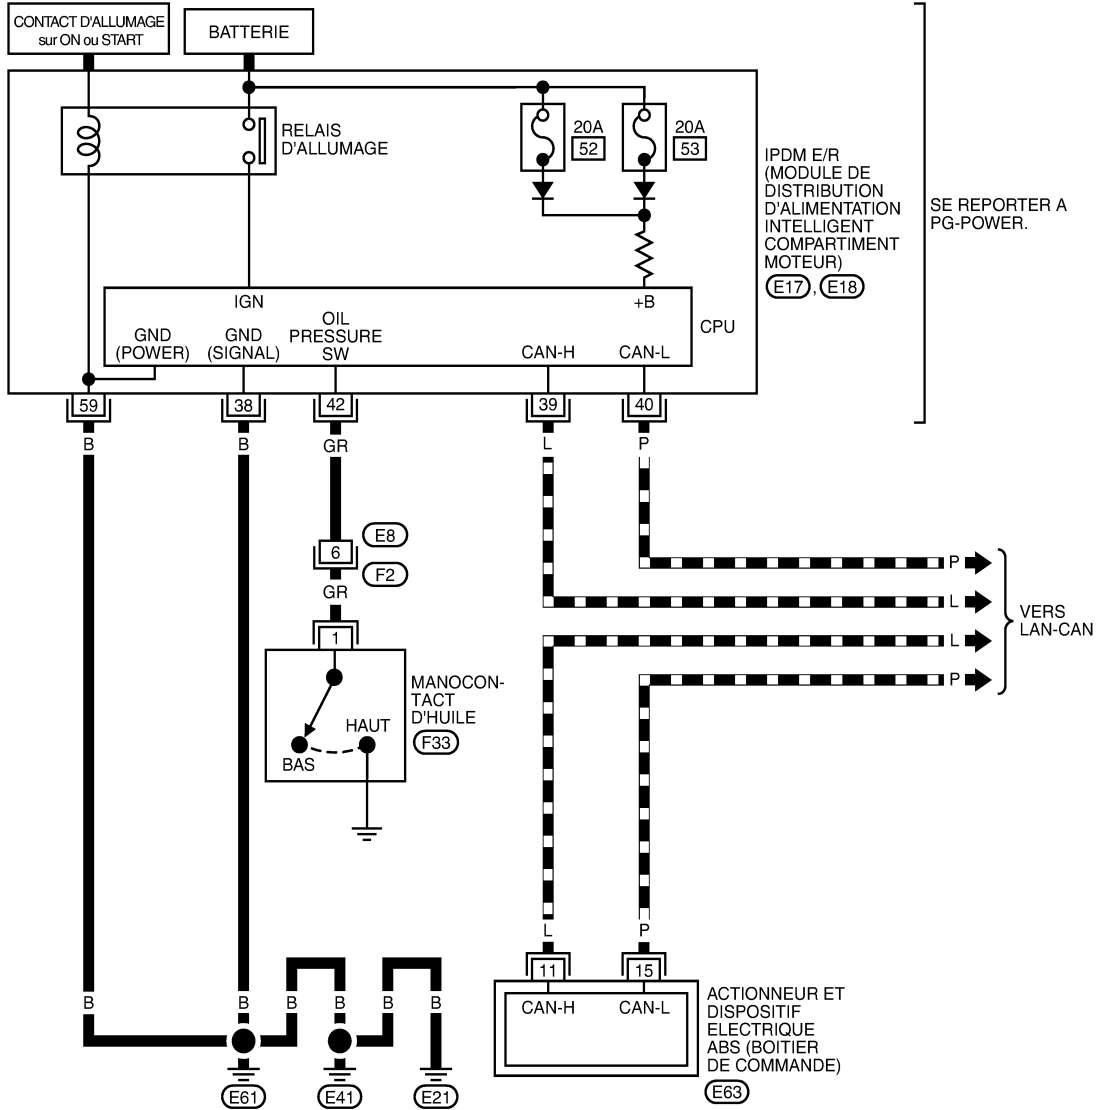 CONTACT D'ALLUMAGE
sur ON ou START
BATTERIE
RELAIS
D'ALLUMAGE
20A
52
20A
53
IPDM E/R
(MODULE DE
DISTRIBUTION
D'ALIMENTATION
INTELLIGENT
COMPARTIMENT
MOTEUR)
E17 , E18
SE REPORTER A
PG-POWER.
IGN
+B
CPU
GND
(POWER)
GND
(SIGNAL)
OIL
PRESSURE
SW
CAN-H
CAN-L
59
38
42
39
40
B
B
GR
L
P
E8
6
F2
GR
1
P
L
L
P
VERS
LAN-CAN
MANOCON-
TACT
D'HUILE
F33
HAUT
BAS
L
P
11
15
CAN-H
CAN-L
ACTIONNEUR ET
DISPOSITIF
ELECTRIQUE
ABS (BOITIER
DE COMMANDE)
E63
B
B
B
B
B
B
E61
E41
E21